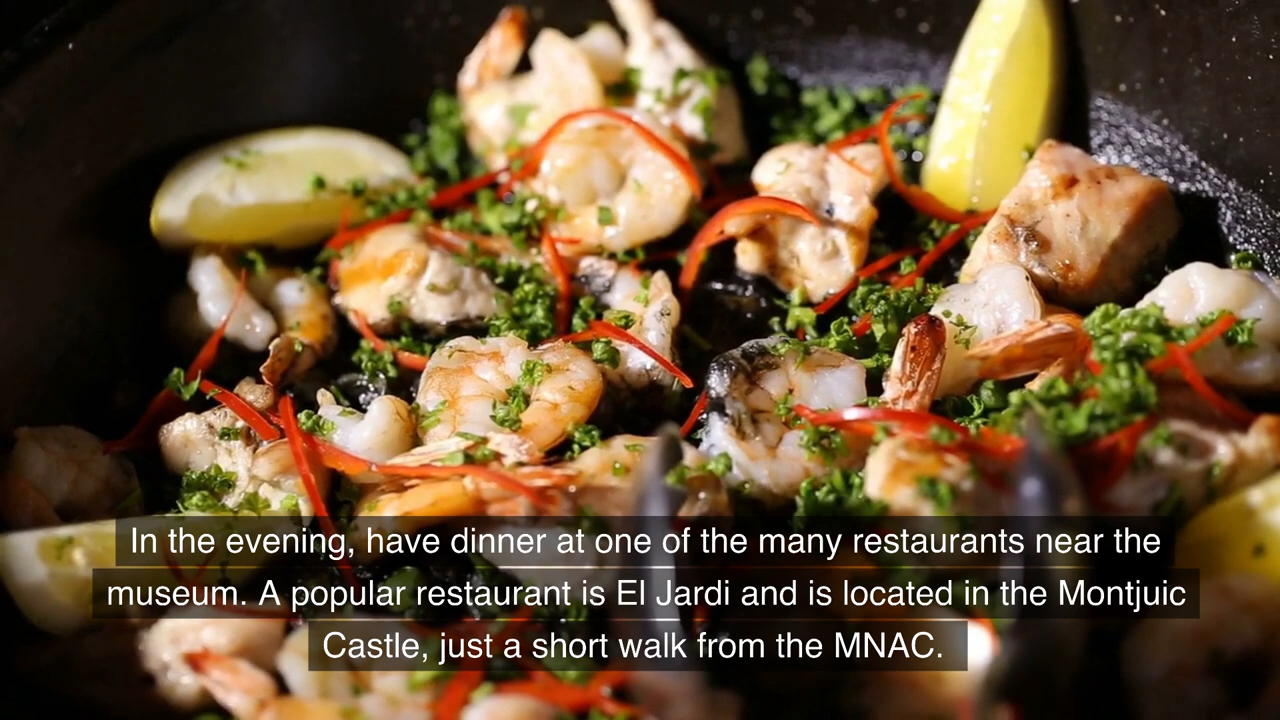 In the evening, have dinner at one of the many restaurants near the
museum. A popular restaurant is El Jardi and is located in the Montjuic
Castle, just a short walk from the MNAC.